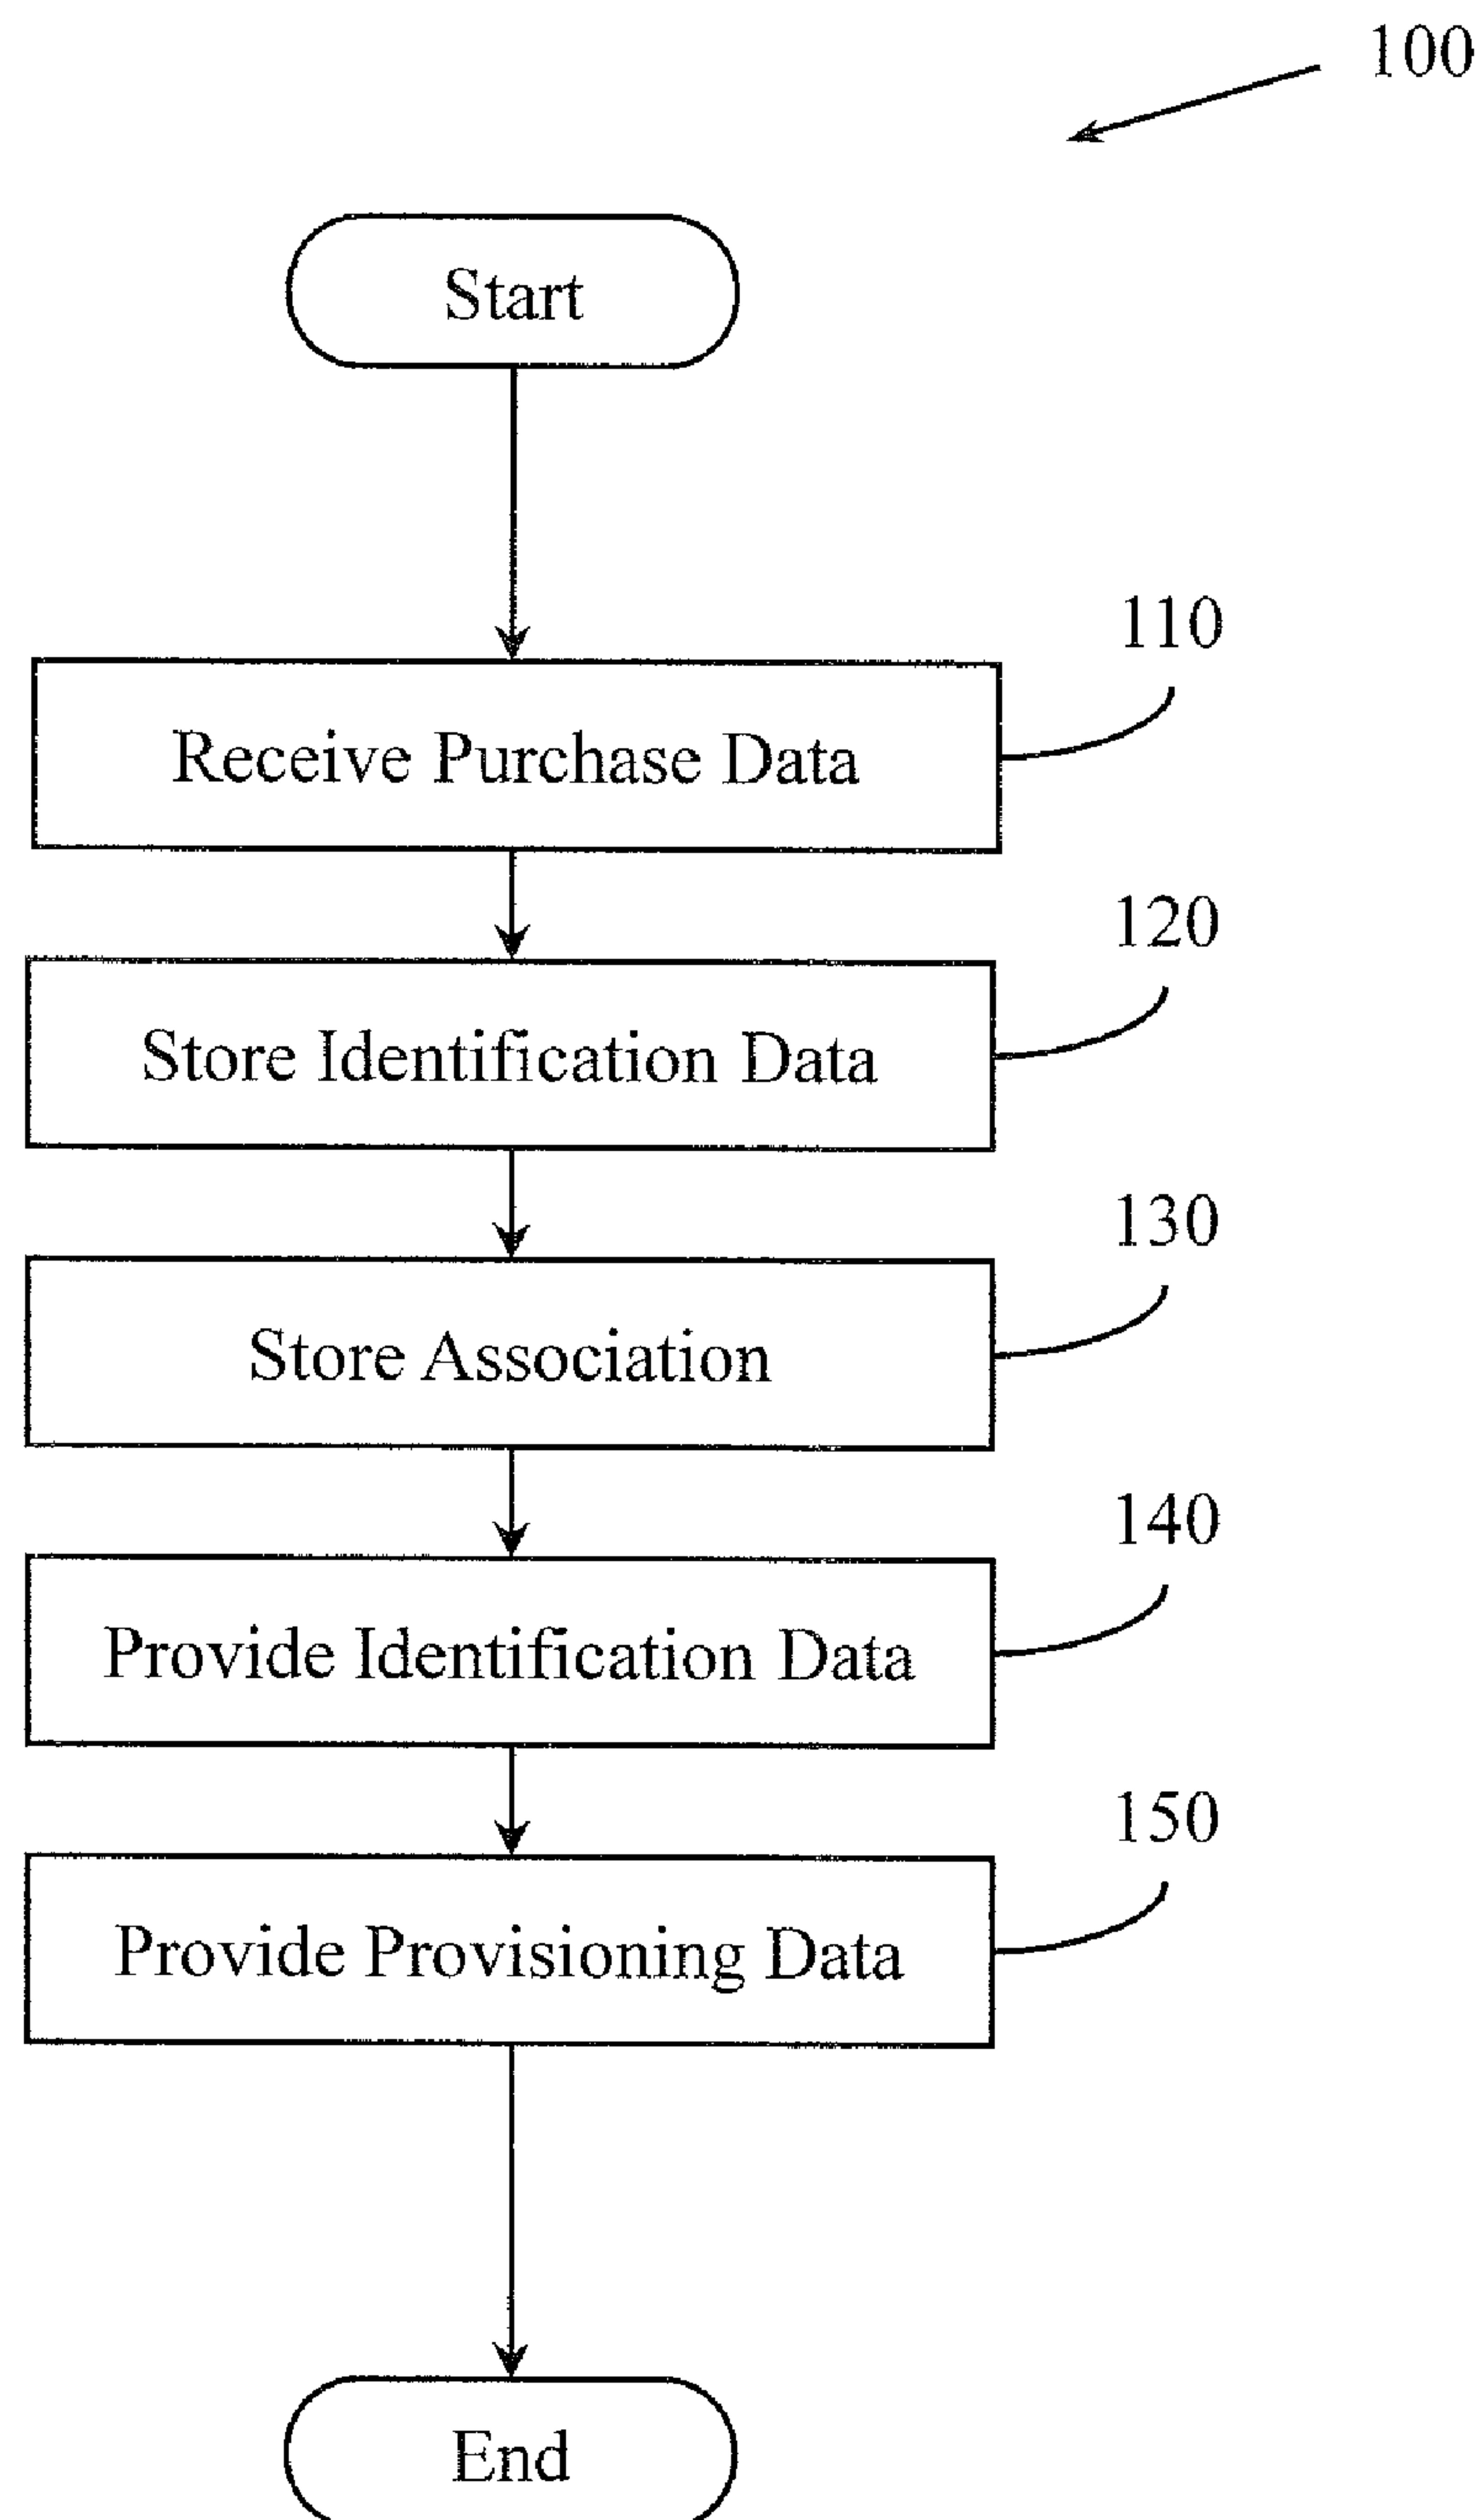 100
Start
110
Receive Purchase Data
120
Store Identification Data
130
Store Association
140
Provide Identification Data
150
Provide Provisioning Data
End